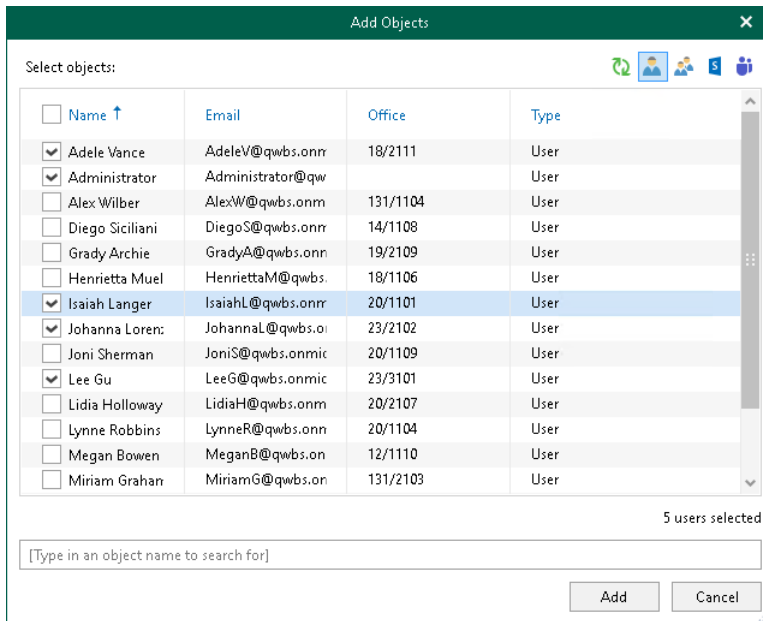 Add Objects
Select objects:
Name Email Office Type
Adele Vance AdeleV@qwbs.onm 18/2111 User
Administrator Administrator@qw User
Alex Wilber AlexW@qwbs.onm 131/1104 User
Diego Siciliani DiegoS@qwbs.onm 14/1108 User
Grady Archie GradyA@qwbs.onn 19/2109 User
Henrietta Muel HenriettaM@qwbs. 18/1106 User
Isaiah Langer IsaiahL@qwbs.onm 20/1101 User
Johanna Lorenz JohannaL@qwbs.o 23/2102 User
Joni Sherman JoniS@qwbs.onmic 20/1109 User
Lee Gu LeeG@qwbs.onmic 23/3101 User
Lidia Holloway LidiaH@qwbs.onm 20/2107 User
Lynne Robbins LynneR@qwbs.onn 20/1104 User
Megan Bowen MeganB@qwbs.on 12/1110 User
Miriam Graham MiriamG@qwbs.on 131/2103 User
5 users selected
[Type in an object name to search for]
Add Cancel